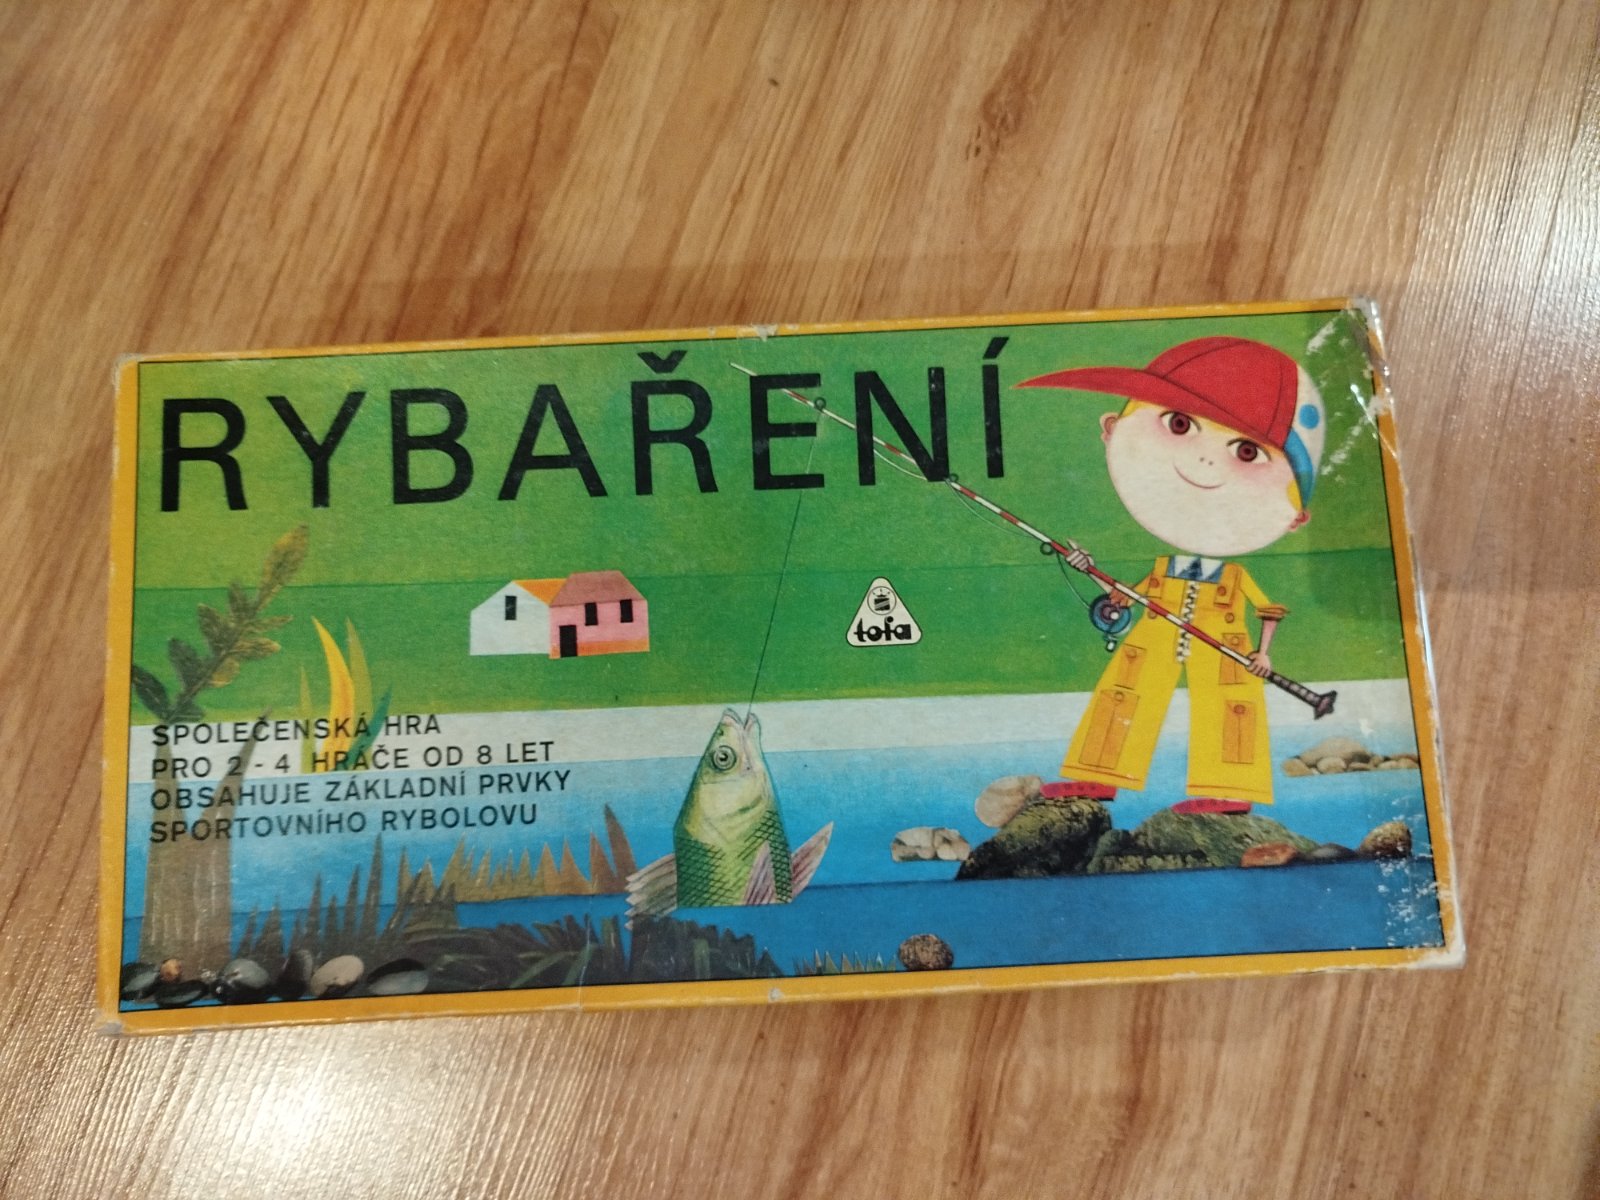 RYBAŘENÍ
tofa
SPOLEČENSKÁ HRA
PRO 2 - 4 HRÁČE OD 8 LET
OBSAHUJE ZÁKLADNÍ PRVKY
SPORTOVNÍHO RYBOLOVU